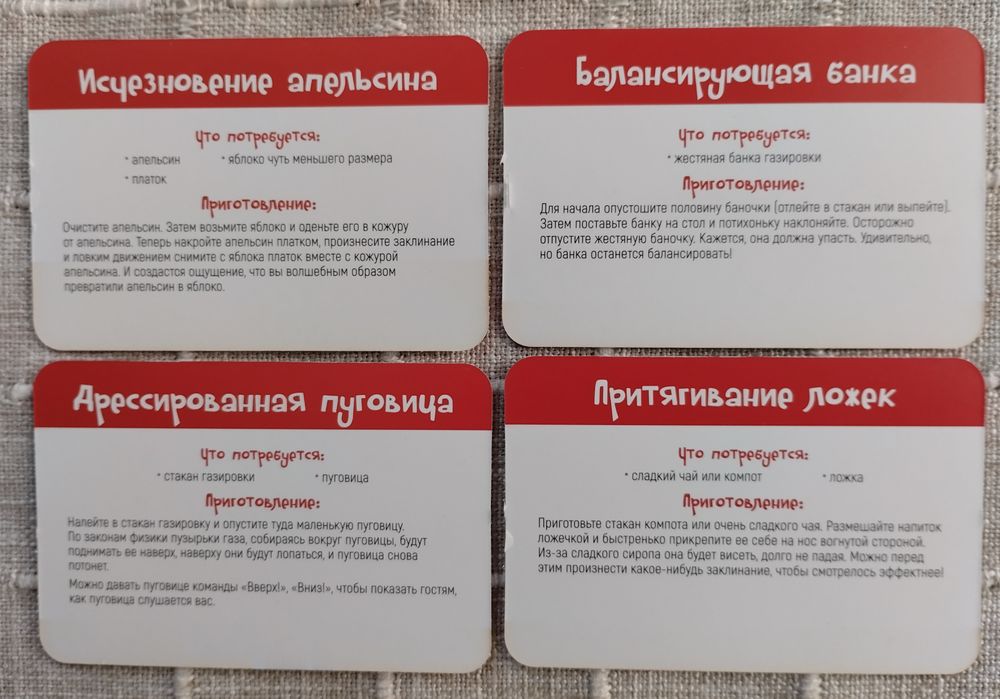 Исчезновение апельсина
Что потребуется:
• апельсин • яблоко чуть меньшего размера
• платок
Приготовление:
Очистите апельсин. Затем возьмите яблоко и оденьте его в кожуру
от апельсина. Теперь накройте апельсин платком, произнесите заклинание
и ловким движением снимите с яблока платок вместе с кожурой
апельсина. И создастся ощущение, что вы волшебным образом
превратили апельсин в яблоко.
Балансирующая банка
Что потребуется:
• жестяная банка газировки
Приготовление:
Для начала опустошите половину баночки (отлейте в стакан или выпейте).
Затем поставьте банку на стол и потихоньку наклоняйте. Осторожно
отпустите жестяную баночку. Кажется, она должна упасть. Удивительно,
но банка останется балансировать!
Дрессированная пуговица
Что потребуется:
• стакан газировки • пуговица
Приготовление:
Налейте в стакан газировку и опустите туда маленькую пуговицу.
По законам физики пузырьки газа, собираясь вокруг пуговицы, будут
поднимать ее наверх, наверху они будут лопаться, и пуговица снова
потонет.
Можно давать пуговице команды «Вверх!», «Вниз!», чтобы показать гостям,
как пуговица слушается вас.
Притягивание ложек
Что потребуется:
• сладкий чай или компот • ложка
Приготовление:
Приготовьте стакан компота или очень сладкого чая. Размешайте напиток
ложечкой и быстренько прикрепите ее себе на нос вогнутой стороной.
Из-за сладкого сиропа она будет висеть, долго не падая. Можно перед
этим произнести какое-нибудь заклинание, чтобы смотрелось эффектнее!